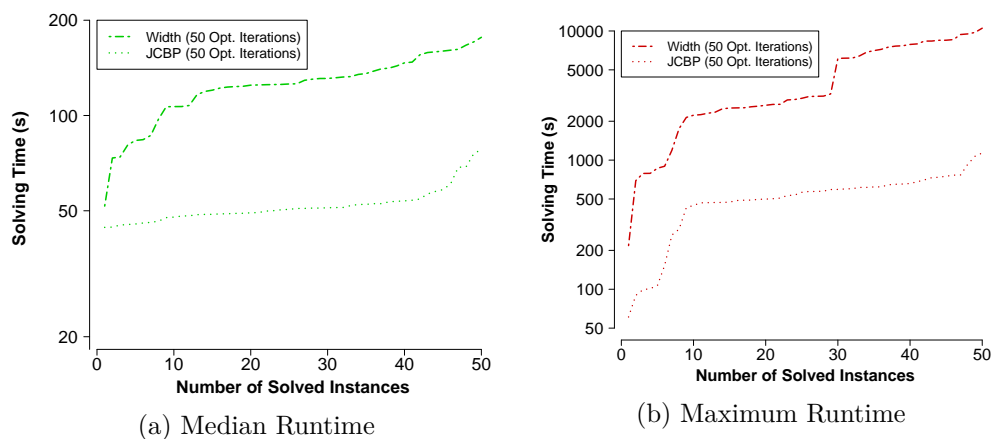 Solving Time (s)
200
100
50
20
Width (50 Opt. Iterations)
JCBP (50 Opt. Iterations)
0
10
20
30
40
50
Number of Solved Instances
(a) Median Runtime
Solving Time (s)
10000
5000
2000
1000
500
200
100
50
Width (50 Opt. Iterations)
JCBP (50 Opt. Iterations)
0
10
20
30
40
50
Number of Solved Instances
(b) Maximum Runtime